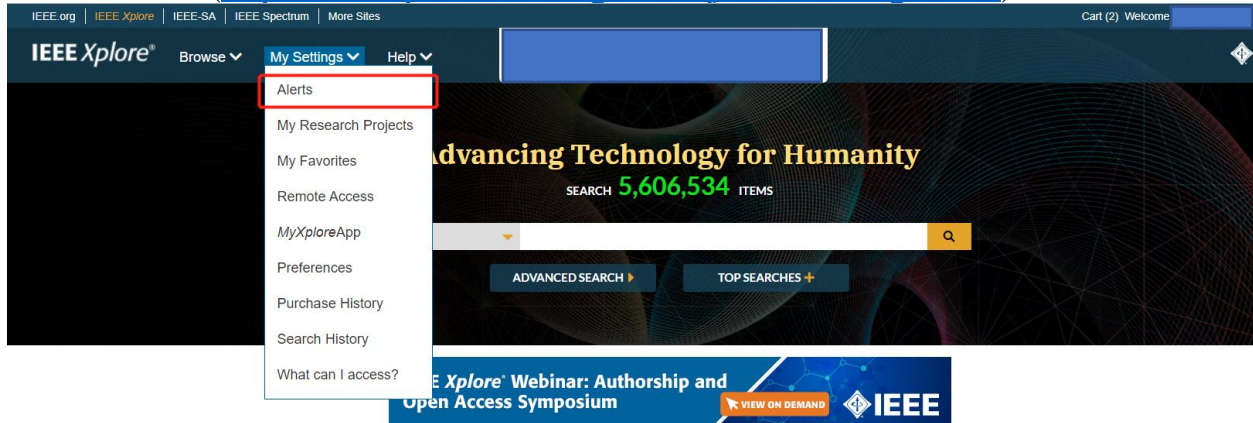 IEEE.org IEEE Xplore IEEE-SA IEEE Spectrum More Sites Cart (2) Welcome
IEEE Xplore® Browse My Settings Help
Alerts
My Research Projects
My Favorites
Remote Access
MyXploreApp
Preferences
Purchase History
Search History
What can I access?
dvancing Technology for Humanity
SEARCH 5,606,534 ITEMS
ADVANCED SEARCH TOP SEARCHES
E Xplore® Webinar: Authorship and
Open Access Symposium
VIEW ON DEMAND
IEEE